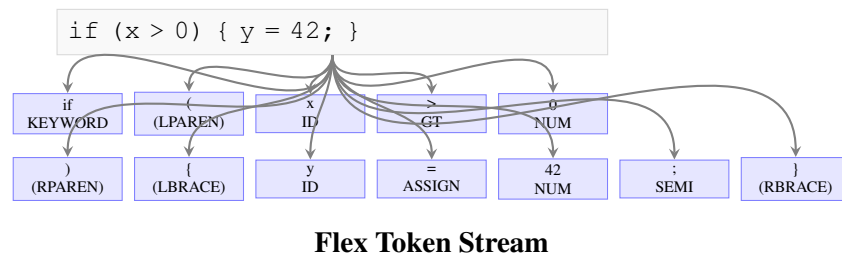 if (x > 0) { y = 42; }
if ( x > 0
KEYWORD (LPAREN) ID GT NUM
) { y = 42 ; }
(RPAREN) (LBRACE) ID ASSIGN NUM SEMI (RBRACE)
Flex Token Stream